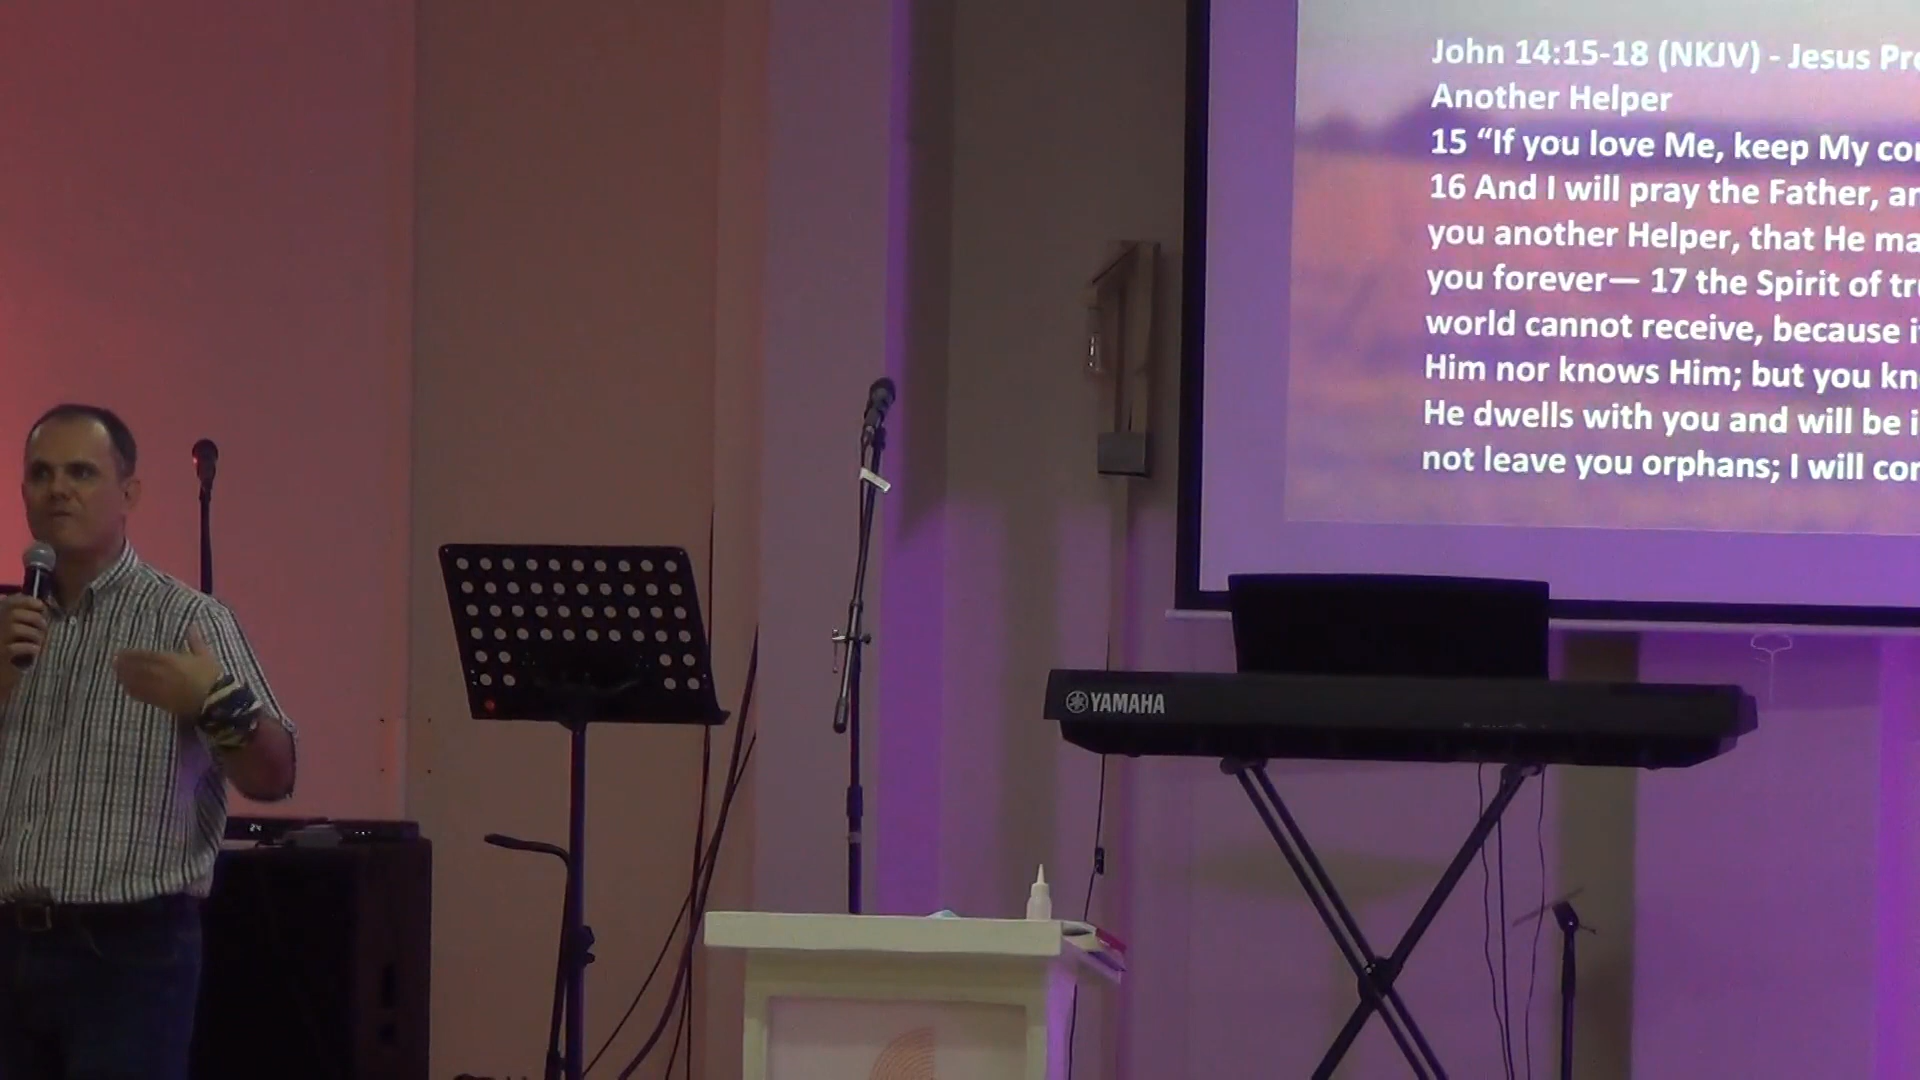 John 14:15-18 (NKJV) - Jesus
Another Helper
15 “If you love Me, keep My
16 And I will pray the Father,
you another Helper, that He
you forever— 17 the Spirit of
world cannot receive, because
Him nor knows Him; but you
He dwells with you and will be
not leave you orphans; I will
YAMAHA